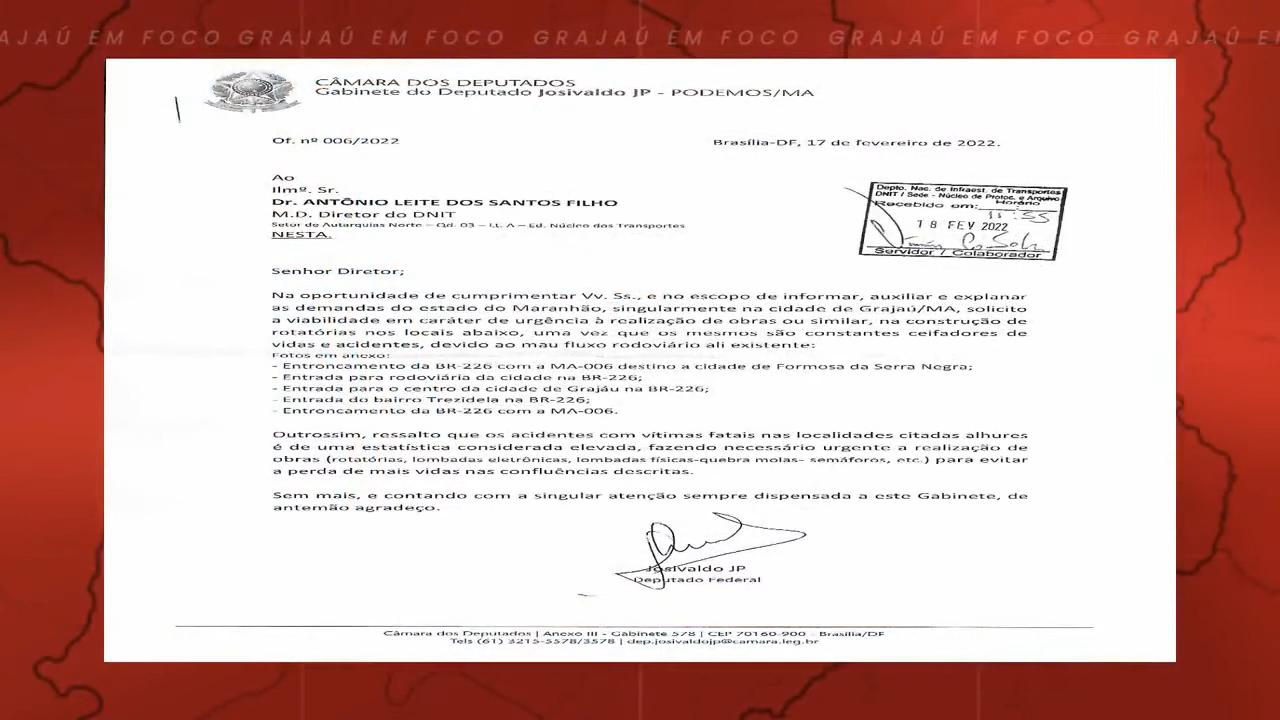 AJAÚ EM FOCO GRAJAÚ EM FOCO GRAJAÚ EM FOCO GRAJAÚ E
CÂMARA DOS DEPUTADOS
Gabinete do Deputado Josivaldo JP - PODEMOS/MA
Of. nº 006/2022
Brasília-DF, 17 de fevereiro de 2022.
Ao
Ilmº. Sr.
Dr. ANTÔNIO LEITE DOS SANTOS FILHO
M.D. Diretor do DNIT
Setor de Autarquias Norte – Qd. 03 – Lt. A – Ed. Núcleo dos Transportes
NESTA.
Depto. Nac. de Infraest. de Transportes
DNIT / Sede - Núcleo de Protoc. e Arquivo
Recebido em: Horário
11:55
18 FEV 2022
Servidor / Colaborador
Senhor Diretor;
Na oportunidade de cumprimentar Vv. Ss., e no escopo de informar, auxiliar e explanar
as demandas do estado do Maranhão, singularmente na cidade de Grajaú/MA, solicito
a viabilidade em caráter de urgência à realização de obras ou similar, na construção de
rotatórias nos locais abaixo, uma vez que os mesmos são constantes ceifadores de
vidas e acidentes, devido ao mau fluxo rodoviário ali existente:
Fotos em anexo:
- Entroncamento da BR-226 com a MA-006 destino a cidade de Formosa da Serra Negra;
- Entrada para rodoviária da cidade na BR-226;
- Entrada para o centro da cidade de Grajáu na BR-226;
- Entrada do bairro Trezidela na BR-226;
- Entroncamento da BR-226 com a MA-006.
Outrossim, ressalto que os acidentes com vítimas fatais nas localidades citadas alhures
é de uma estatística considerada elevada, fazendo necessário urgente a realização de
obras (rotatórias, lombadas eletrônicas, lombadas físicas-quebra molas- semáforos, etc.) para evitar
a perda de mais vidas nas confluências descritas.
Sem mais, e contando com a singular atenção sempre dispensada a este Gabinete, de
antemão agradeço.
Josivaldo JP
Deputado Federal
Câmara dos Deputados | Anexo III - Gabinete 578 | CEP 70160-900 - Brasília/DF
Tels (61) 3215-5578/3578 | dep.josivaldojp@camara.leg.br